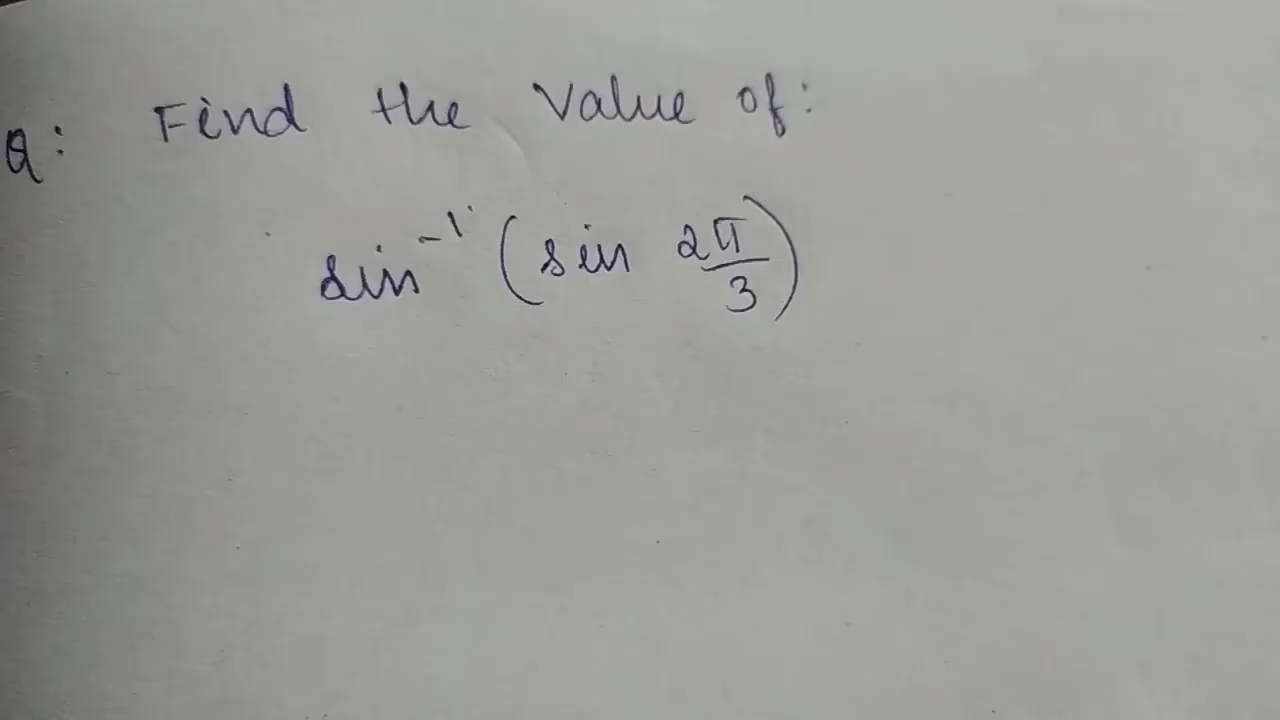 Q: Find the Value of:
sin⁻¹ (sin 2π/3)